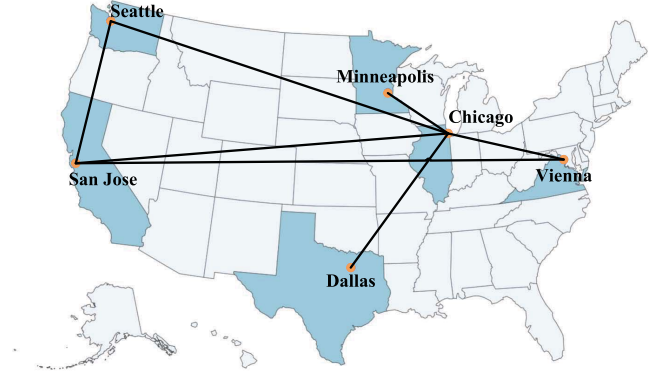 Seattle
Minneapolis
Chicago
San Jose
Vienna
Dallas